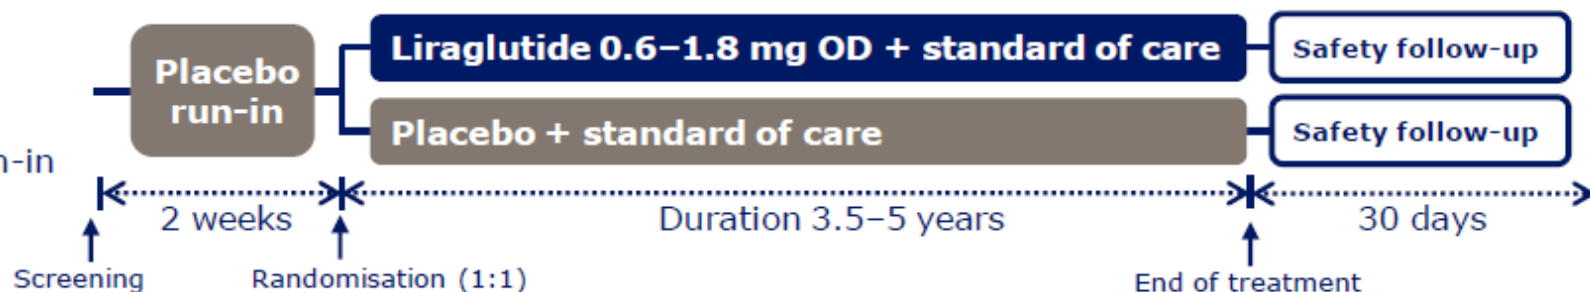 Placebo
run-in
Liraglutide 0.6–1.8 mg OD + standard of care
Safety follow-up
Placebo + standard of care
Safety follow-up
n-in
2 weeks
Duration 3.5–5 years
30 days
Screening
Randomisation (1:1)
End of treatment